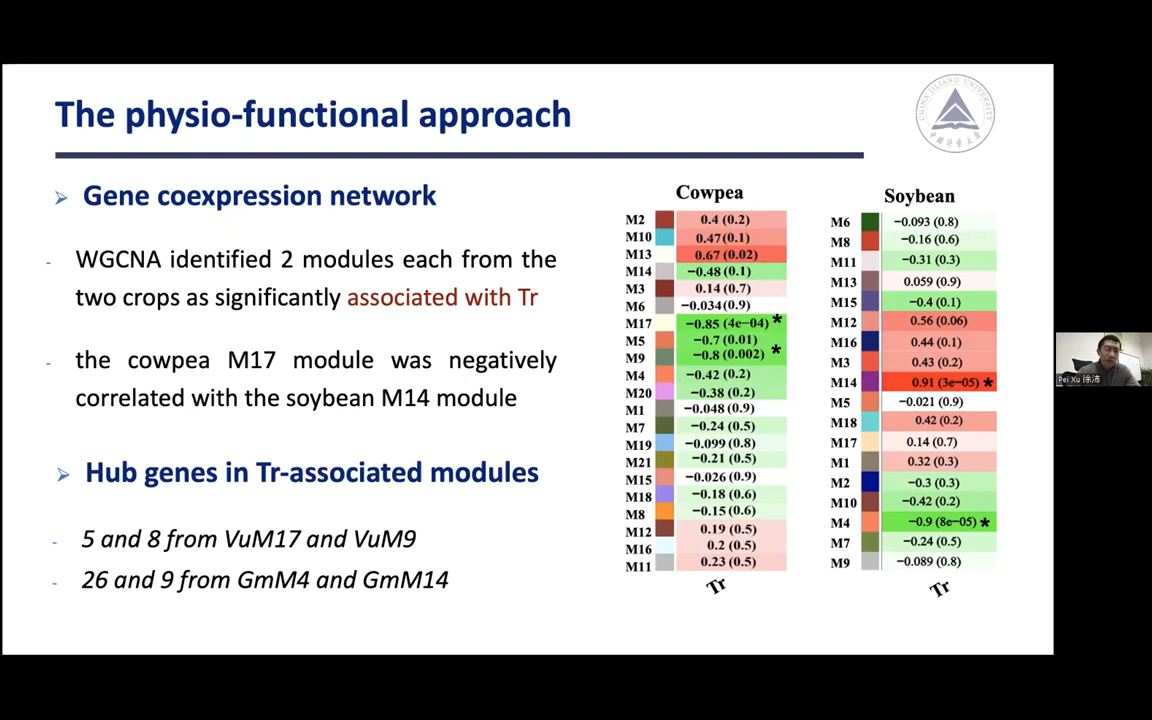 The physio-functional approach
CHINA JILIANG UNIVERSITY
中国计量大学
➢ Gene coexpression network
- WGCNA identified 2 modules each from the
two crops as significantly associated with Tr
- the cowpea M17 module was negatively
correlated with the soybean M14 module
➢ Hub genes in Tr-associated modules
- 5 and 8 from VuM17 and VuM9
- 26 and 9 from GmM4 and GmM14
Cowpea
M2 0.4 (0.2)
M10 0.47(0.1)
M13 0.67 (0.02)
M14 −0.48 (0.1)
M3 0.14 (0.7)
M6 −0.034(0.9)
M17 −0.85 (4e−04) *
M5 −0.7 (0.01)
M9 −0.8 (0.002) *
M4 −0.42 (0.2)
M20 −0.38 (0.2)
M1 −0.048 (0.9)
M7 −0.24 (0.5)
M19 −0.099 (0.8)
M21 −0.21 (0.5)
M15 −0.026 (0.9)
M18 −0.18 (0.6)
M8 −0.15 (0.6)
M12 0.19 (0.5)
M16 0.2 (0.5)
M11 0.23 (0.5)
Tr
Soybean
M6 −0.093 (0.8)
M8 −0.16 (0.6)
M11 −0.31 (0.3)
M13 0.059 (0.9)
M15 −0.4 (0.1)
M12 0.56 (0.06)
M16 0.44 (0.1)
M3 0.43 (0.2)
M14 0.91 (3e−05) *
M5 −0.021 (0.9)
M18 0.42 (0.2)
M17 0.14 (0.7)
M1 0.32 (0.3)
M2 −0.3 (0.3)
M10 −0.42 (0.2)
M4 −0.9 (8e−05) *
M7 −0.24 (0.5)
M9 −0.089 (0.8)
Tr
Pei Xu 徐沛